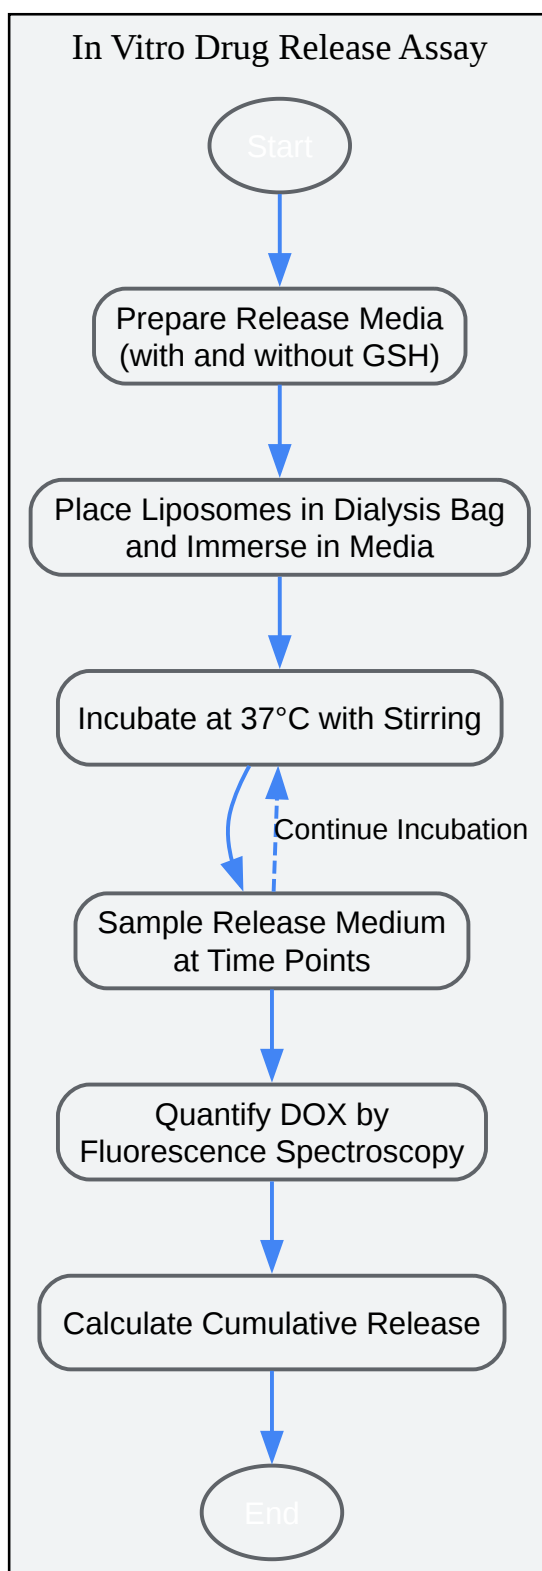 In Vitro Drug Release Assay
Start
Prepare Release Media
(with and without GSH)
Place Liposomes in Dialysis Bag
and Immerse in Media
Incubate at 37°C with Stirring
Continue Incubation
Sample Release Medium
at Time Points
Quantify DOX by
Fluorescence Spectroscopy
Calculate Cumulative Release
End